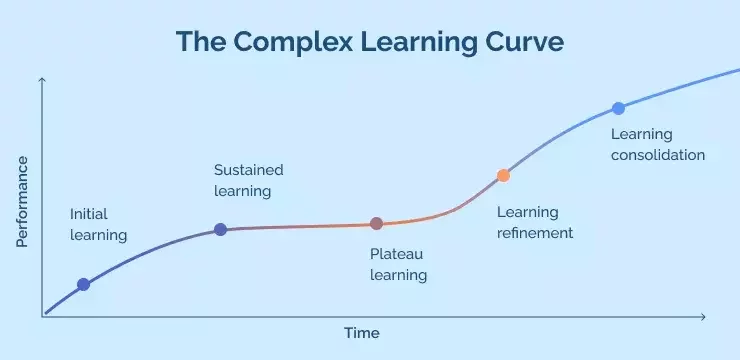 The Complex Learning Curve
Performance
Initial
learning
Sustained
learning
Plateau
learning
Learning
refinement
Learning
consolidation
Time